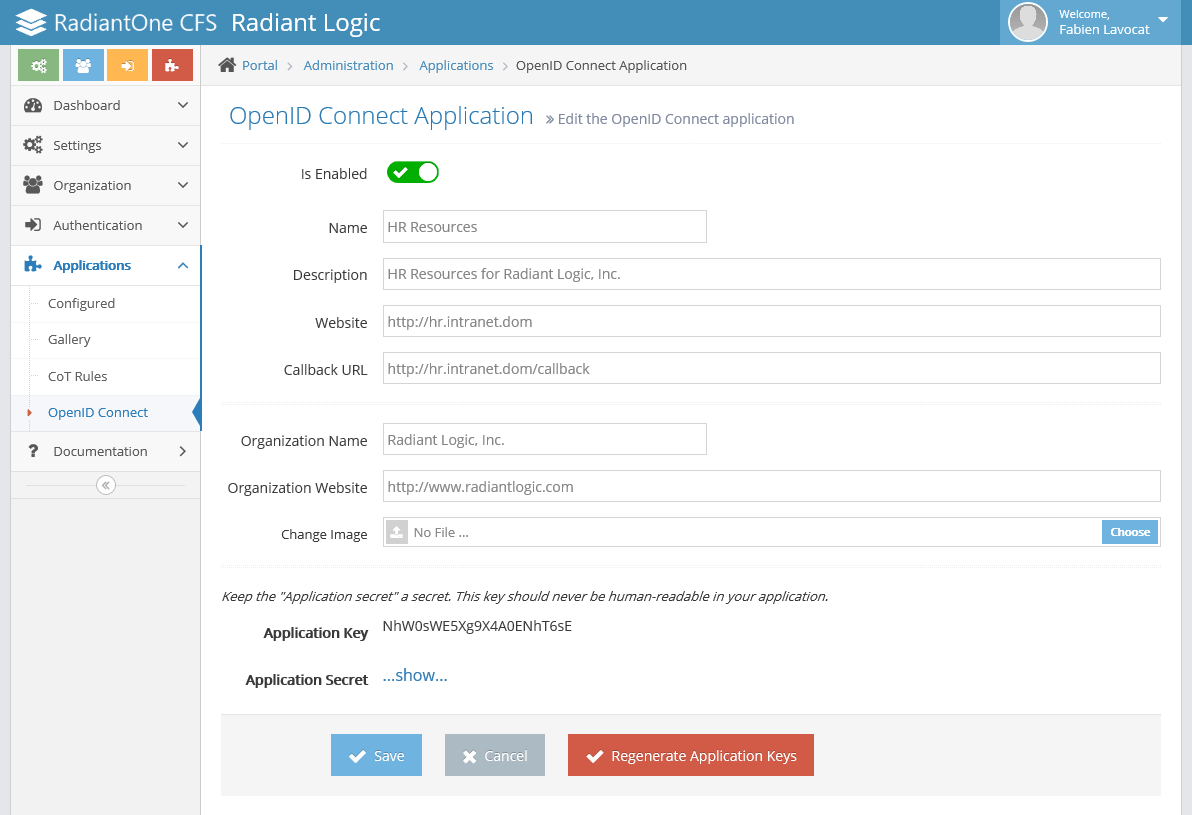 RadiantOne CFS Radiant Logic
Welcome,
Fabien Lavocat
Portal Administration Applications OpenID Connect Application
Dashboard
Settings
Organization
Authentication
Applications
Configured
Gallery
CoT Rules
OpenID Connect
Documentation
OpenID Connect Application » Edit the OpenID Connect application
Is Enabled
Name HR Resources
Description HR Resources for Radiant Logic, Inc.
Website http://hr.intranet.dom
Callback URL http://hr.intranet.dom/callback
Organization Name Radiant Logic, Inc.
Organization Website http://www.radiantlogic.com
Change Image No File ... Choose
Keep the "Application secret" a secret. This key should never be human-readable in your application.
Application Key NhW0sWE5Xg9X4A0ENhT6sE
Application Secret ...show...
Save Cancel Regenerate Application Keys